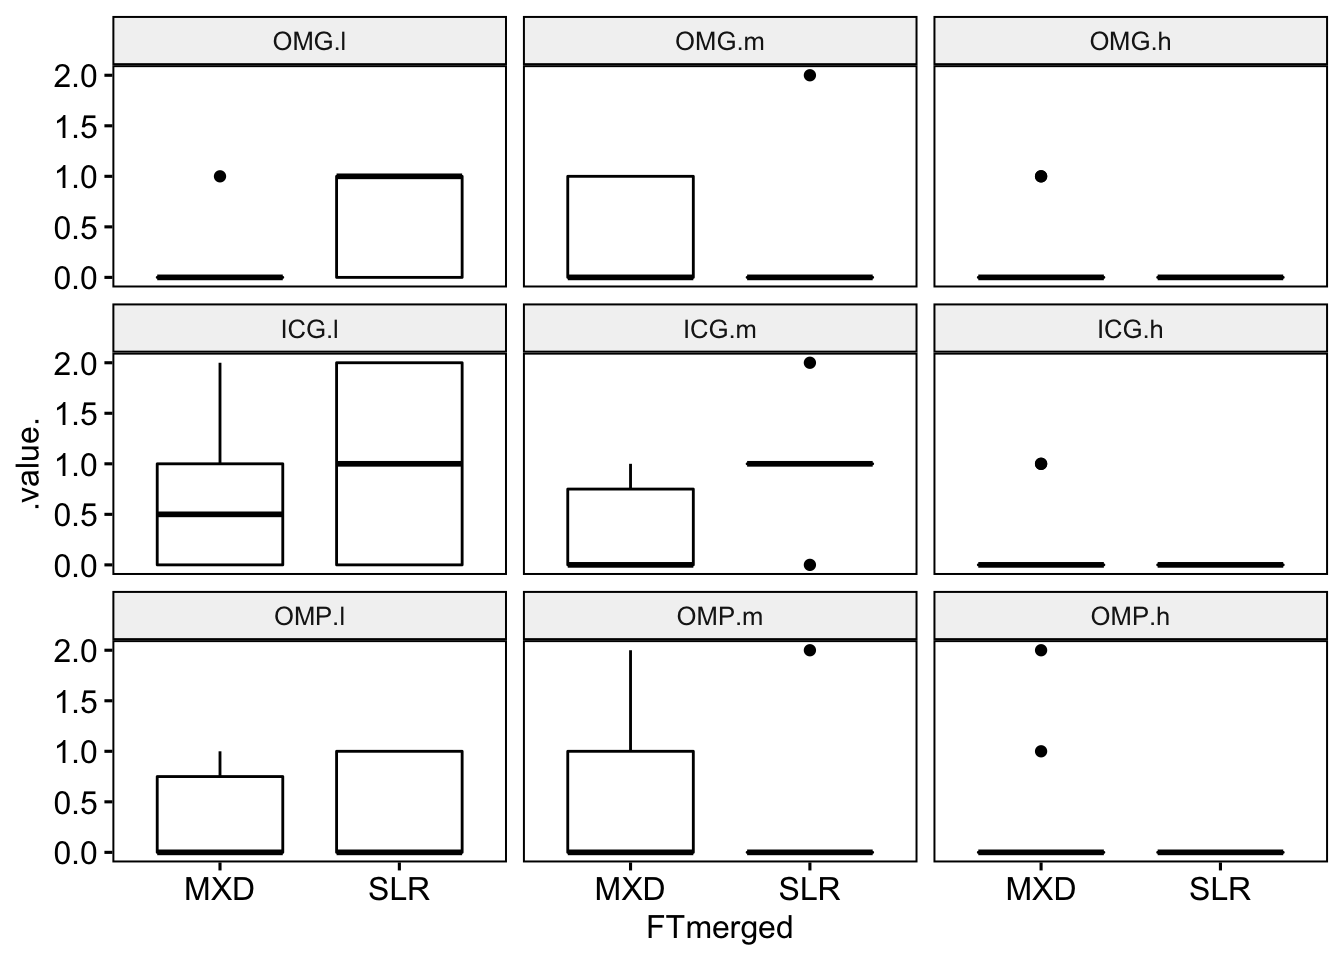 OMG.l OMG.m OMG.h
2.0
1.5
1.0
0.5
0.0
ICG.l ICG.m ICG.h
2.0
1.5
1.0
0.5
0.0
.value.
OMP.l OMP.m OMP.h
2.0
1.5
1.0
0.5
0.0
MXD SLR MXD SLR MXD SLR
FTmerged